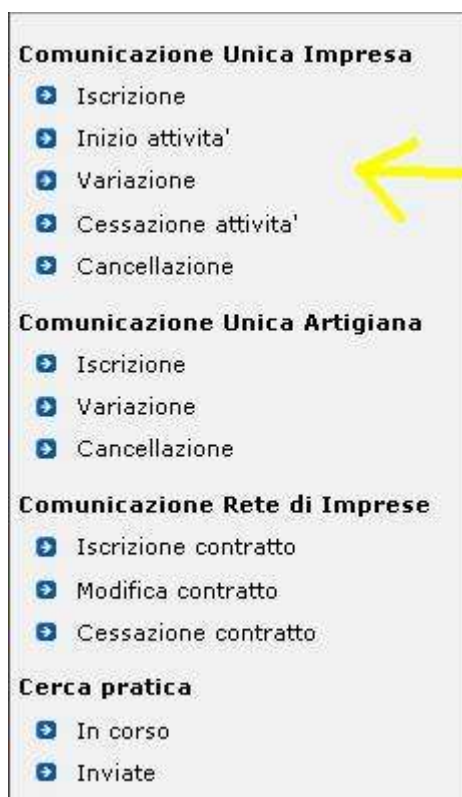 Comunicazione Unica Impresa
Iscrizione
Inizio attivita'
Variazione
Cessazione attivita'
Cancellazione
Comunicazione Unica Artigiana
Iscrizione
Variazione
Cancellazione
Comunicazione Rete di Imprese
Iscrizione contratto
Modifica contratto
Cessazione contratto
Cerca pratica
In corso
Inviate